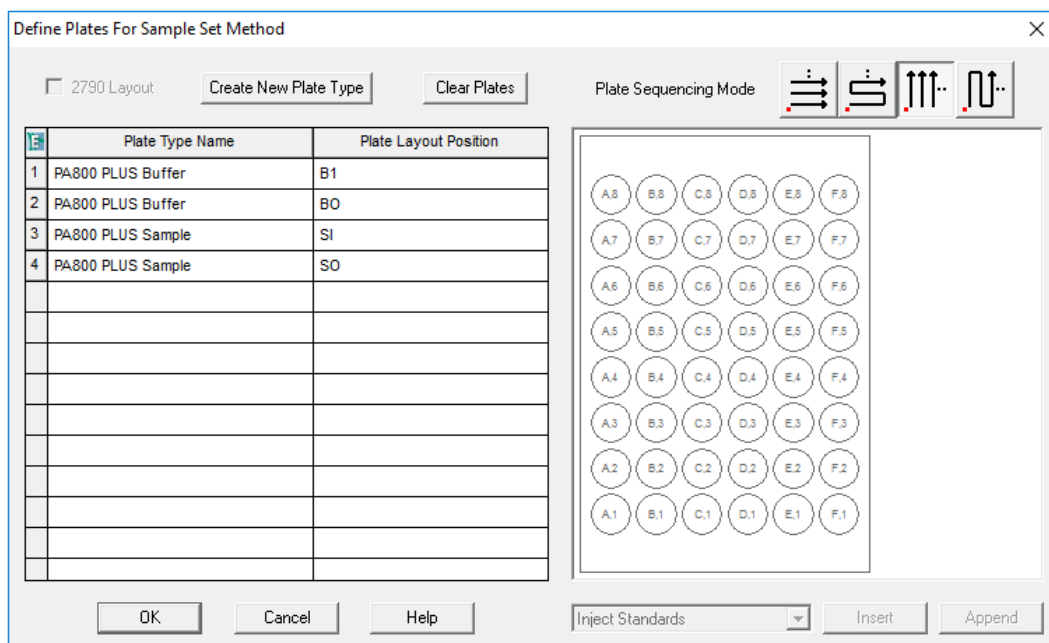 Define Plates For Sample Set Method
2790 Layout Create New Plate Type Clear Plates Plate Sequencing Mode
Plate Type Name Plate Layout Position
1 PA800 PLUS Buffer B1
2 PA800 PLUS Buffer BO
3 PA800 PLUS Sample SI
4 PA800 PLUS Sample SO
A,8 B,8 C,8 D,8 E,8 F,8
A,7 B,7 C,7 D,7 E,7 F,7
A,6 B,6 C,6 D,6 E,6 F,6
A,5 B,5 C,5 D,5 E,5 F,5
A,4 B,4 C,4 D,4 E,4 F,4
A,3 B,3 C,3 D,3 E,3 F,3
A,2 B,2 C,2 D,2 E,2 F,2
A,1 B,1 C,1 D,1 E,1 F,1
OK Cancel Help Inject Standards Insert Append